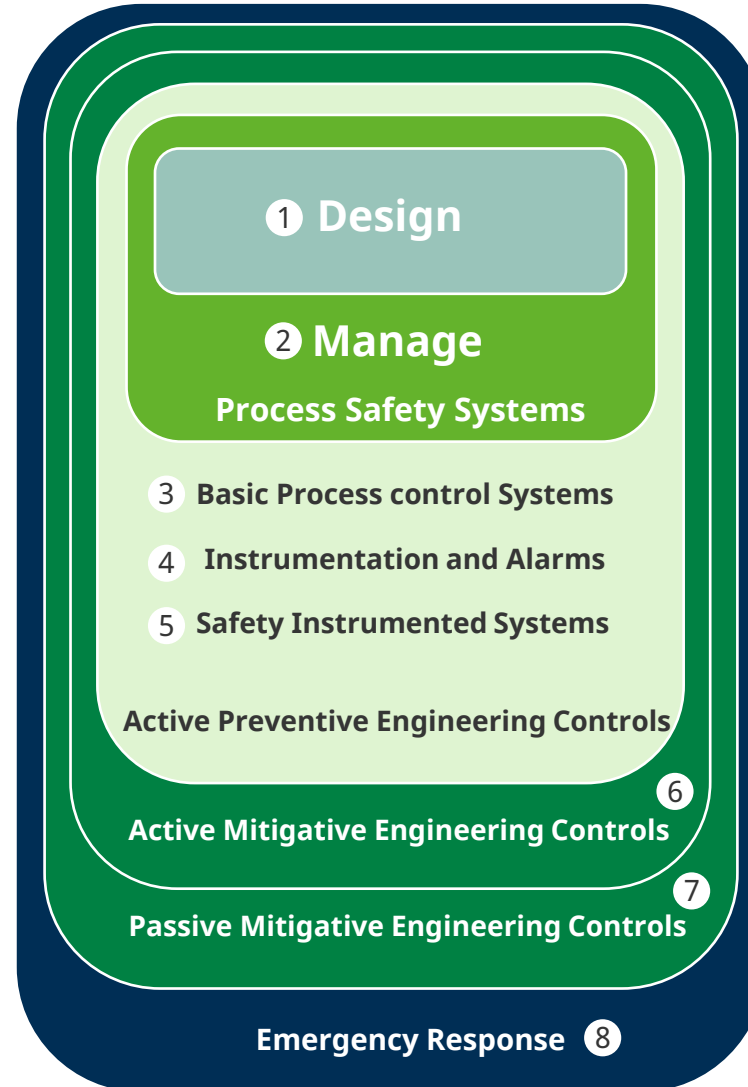 1 Design
2 Manage
Process Safety Systems
3 Basic Process control Systems
4 Instrumentation and Alarms
5 Safety Instrumented Systems
Active Preventive Engineering Controls
6
Active Mitigative Engineering Controls
7
Passive Mitigative Engineering Controls
Emergency Response 8